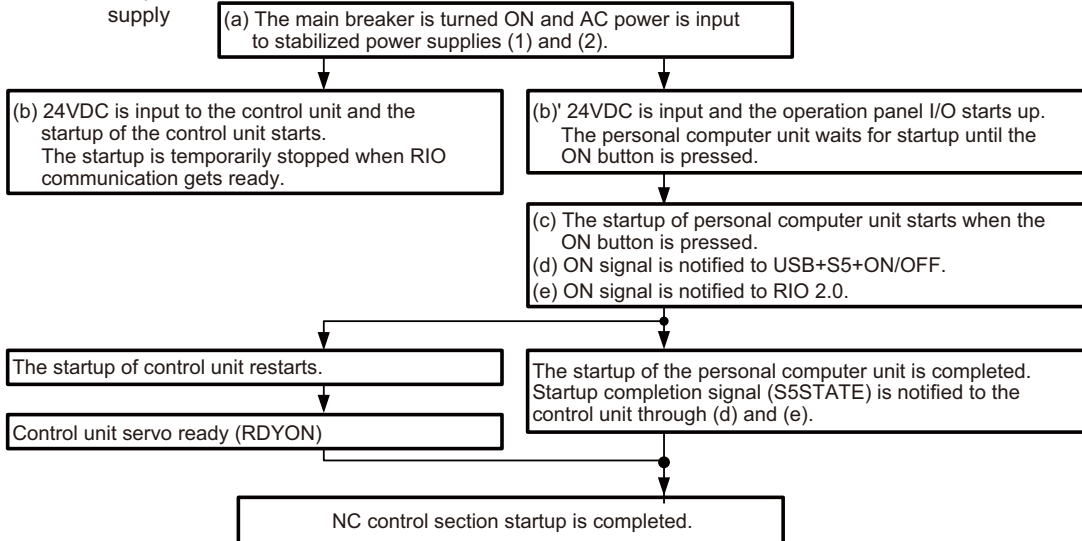 supply
(a) The main breaker is turned ON and AC power is input
to stabilized power supplies (1) and (2).
(b) 24VDC is input to the control unit and the
startup of the control unit starts.
The startup is temporarily stopped when RIO
communication gets ready.
(b)' 24VDC is input and the operation panel I/O starts up.
The personal computer unit waits for startup until the
ON button is pressed.
(c) The startup of personal computer unit starts when the
ON button is pressed.
(d) ON signal is notified to USB+S5+ON/OFF.
(e) ON signal is notified to RIO 2.0.
The startup of control unit restarts.
Control unit servo ready (RDYON)
The startup of the personal computer unit is completed.
Startup completion signal (S5STATE) is notified to the
control unit through (d) and (e).
NC control section startup is completed.